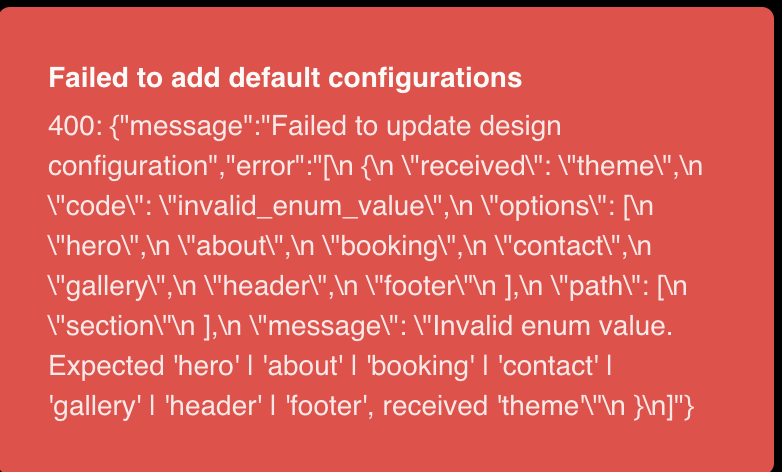 Failed to add default configurations
400: {"message":"Failed to update design
configuration","error":"[\n {\n \"received\": \"theme\",\n
\"code\": \"invalid_enum_value\",\n \"options\": [\n
\"hero\",\n \"about\",\n \"booking\",\n \"contact\",\n
\"gallery\",\n \"header\",\n \"footer\"\n ],\n \"path\": [\n
\"section\"\n ],\n \"message\": \"Invalid enum value.
Expected 'hero' | 'about' | 'booking' | 'contact' |
'gallery' | 'header' | 'footer', received 'theme'\"\n }\n]"}